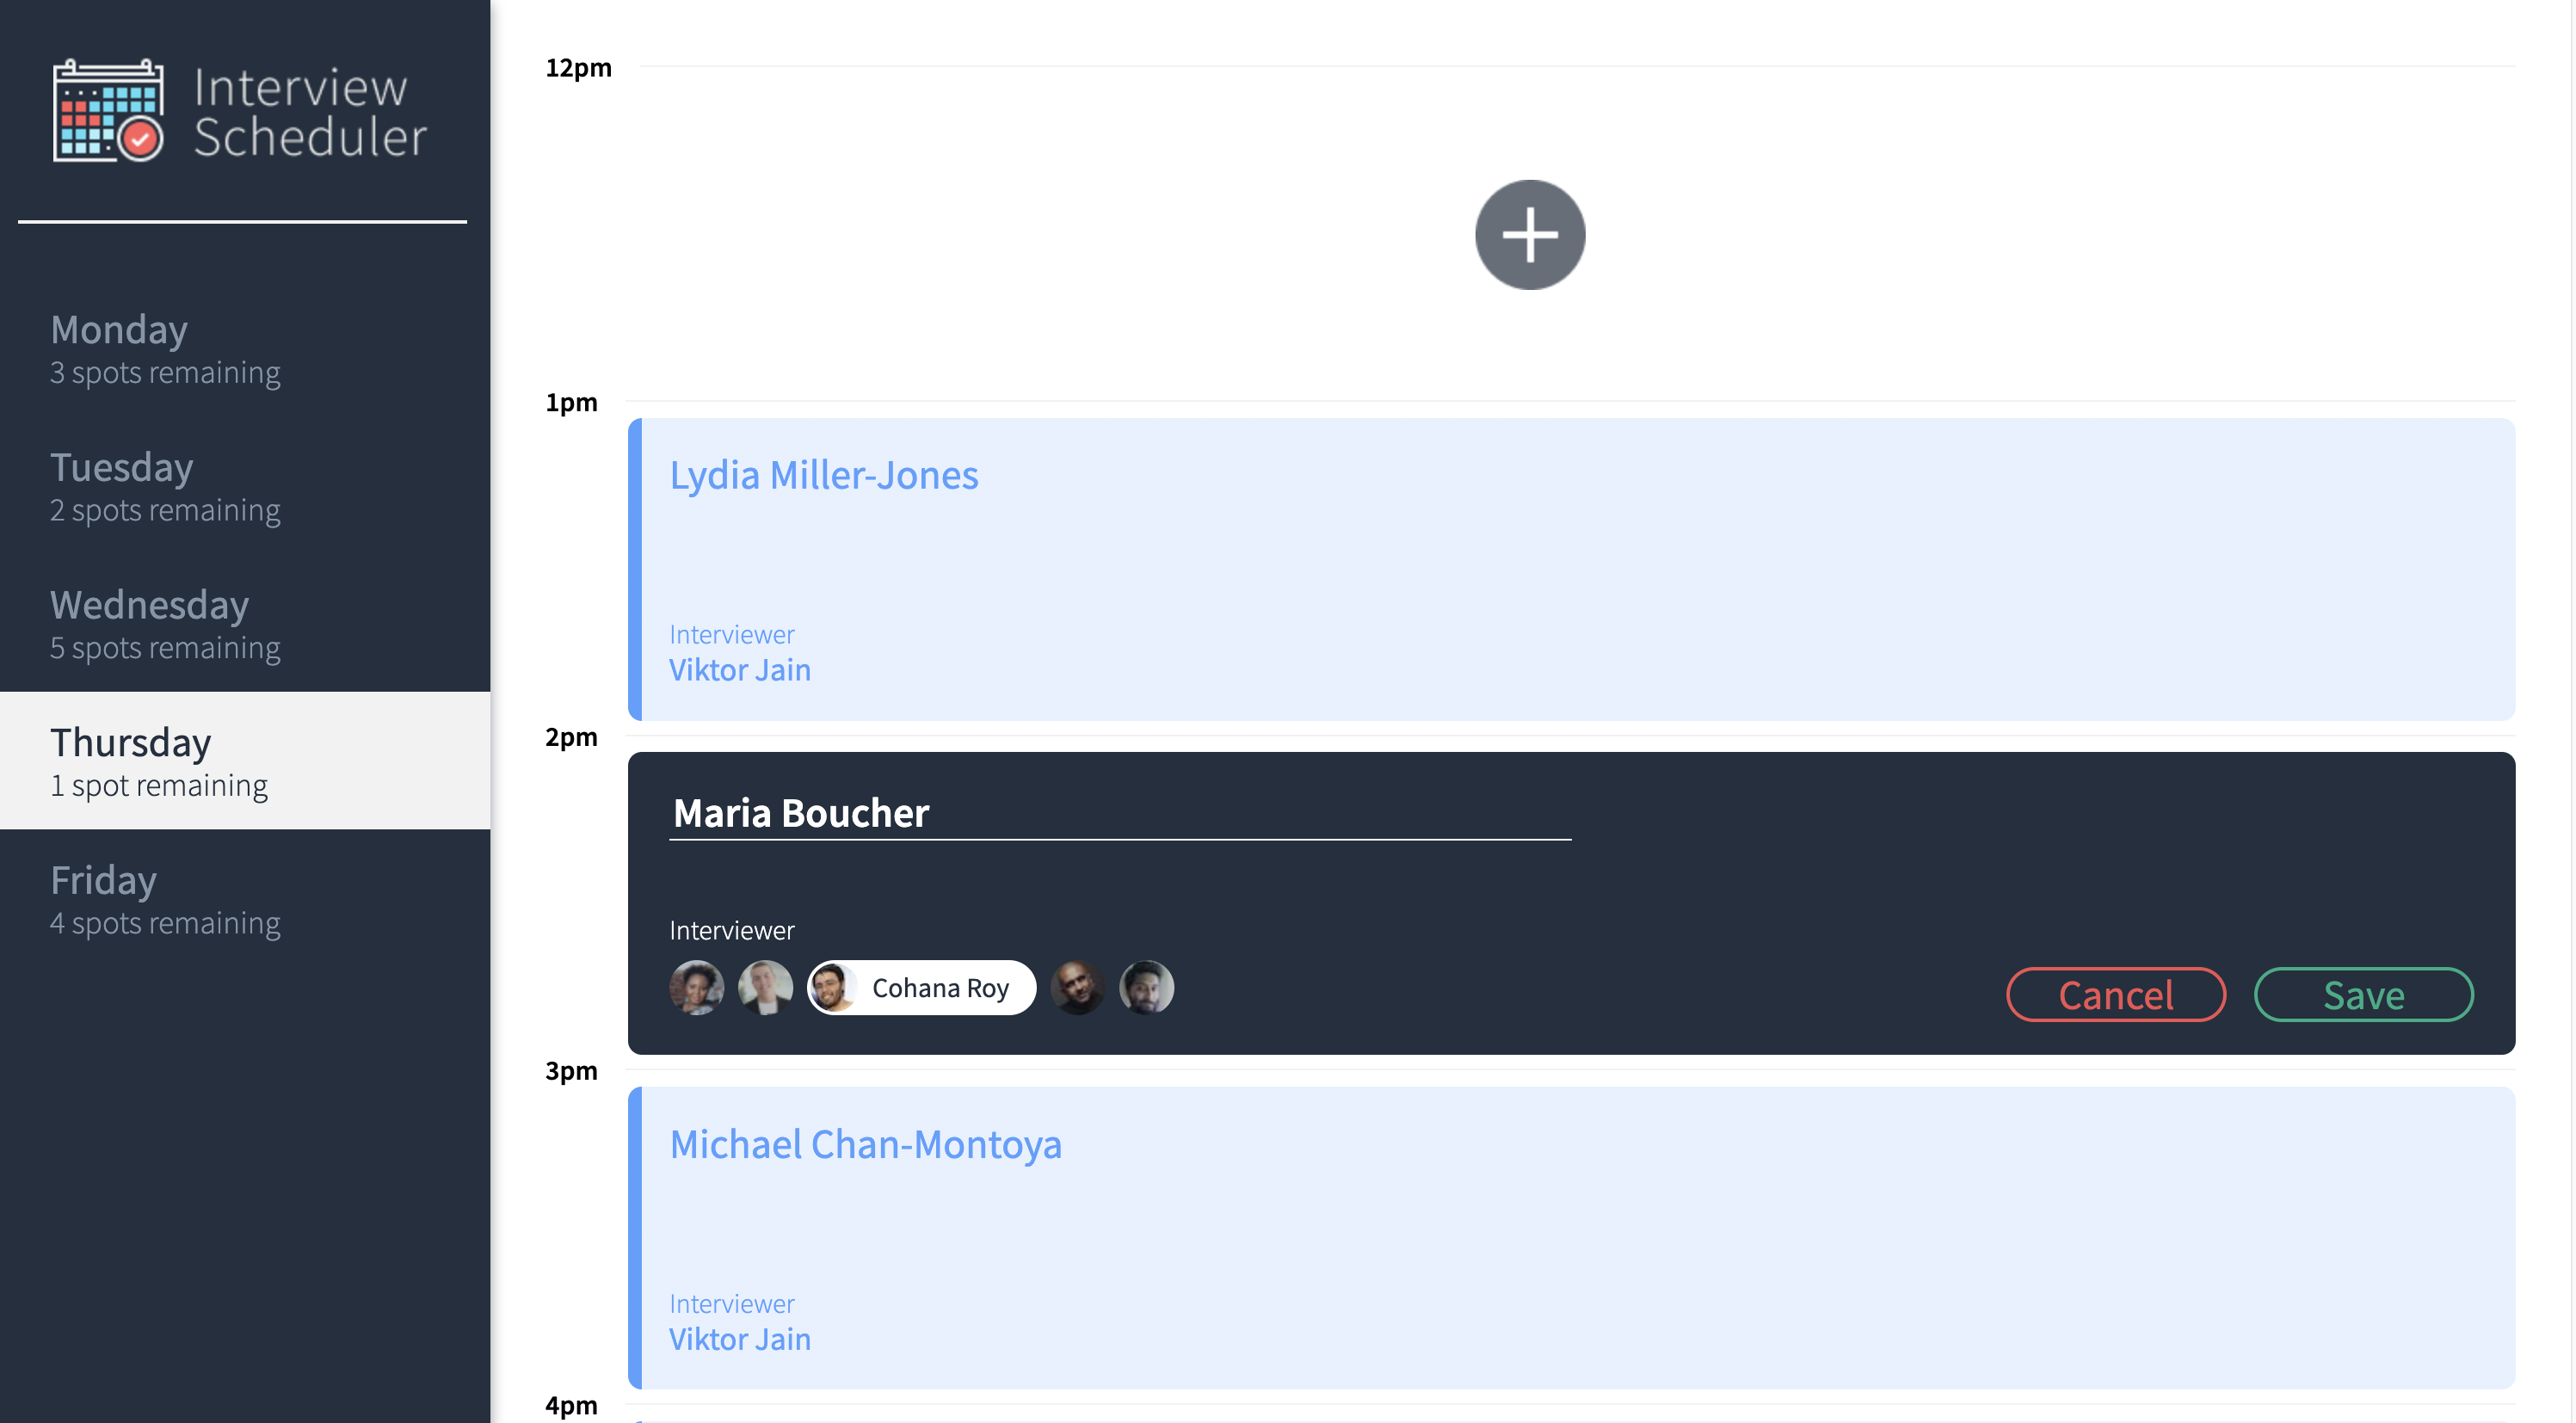 Interview
Scheduler
Monday
3 spots remaining
Tuesday
2 spots remaining
Wednesday
5 spots remaining
Thursday
1 spot remaining
Friday
4 spots remaining
12pm
1pm
Lydia Miller-Jones
Interviewer
Viktor Jain
2pm
Maria Boucher
Interviewer
Cohana Roy
Cancel
Save
3pm
Michael Chan-Montoya
Interviewer
Viktor Jain
4pm